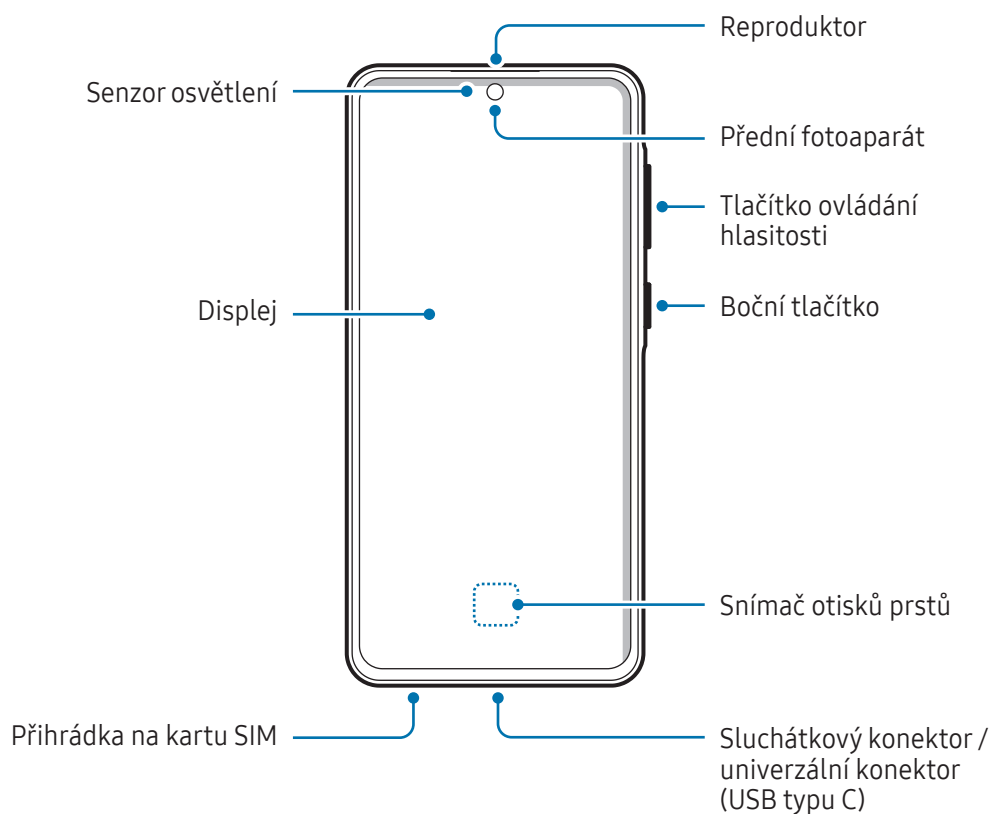 Reproduktor
Senzor osvětlení
Přední fotoaparát
Tlačítko ovládání
hlasitosti
Displej
Boční tlačítko
Snímač otisků prstů
Přihrádka na kartu SIM
Sluchátkový konektor /
univerzální konektor
(USB typu C)